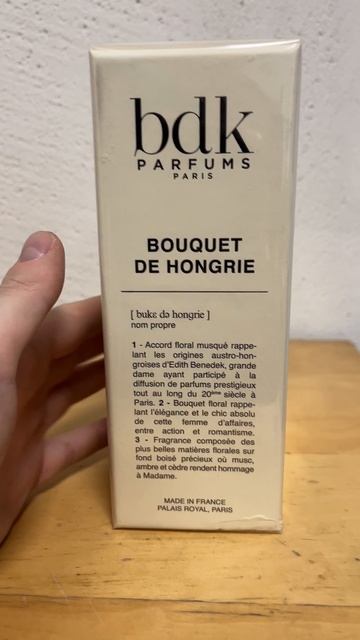 bdk
PARFUMS
PARIS
BOUQUET
DE HONGRIE
[ bukɛ də hongrie ]
nom propre
1 - Accord floral musqué rappe-
lant les origines austro-hon-
groises d'Edith Benedek, grande
dame ayant participé à la
diffusion de parfums prestigieux
tout au long du 20ème siècle à
Paris. 2 - Bouquet floral rappe-
lant l'élégance et le chic absolu
de cette femme d'affaires,
entre action et romantisme.
3 - Fragrance composée des
plus belles matières florales sur
fond boisé précieux où musc,
ambre et cèdre rendent hommage
à Madame.
MADE IN FRANCE
PALAIS ROYAL, PARIS